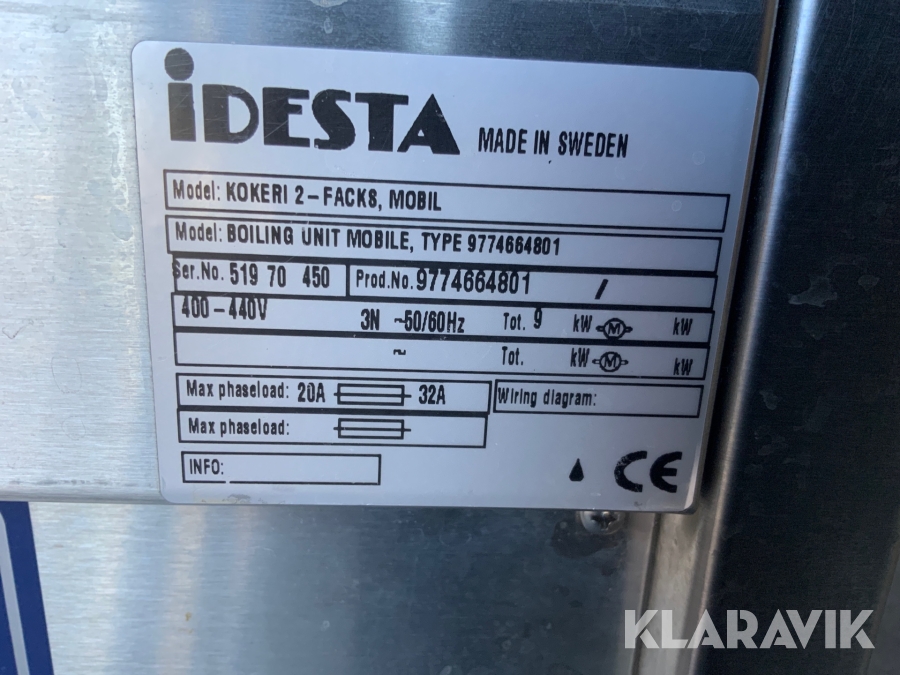 iDESTA MADE IN SWEDEN
Model: KOKERI 2-FACKS, MOBIL
Model: BOILING UNIT MOBILE, TYPE 9774664801
Ser.No. 519 70 450 Prod.No. 9774664801 /
400-440V 3N ~50/60Hz Tot. 9 kW M kW
~ Tot. kW M kW
Max phaseload: 20A 32A Wiring diagram:
Max phaseload:
INFO:
CE
KLARAVIK